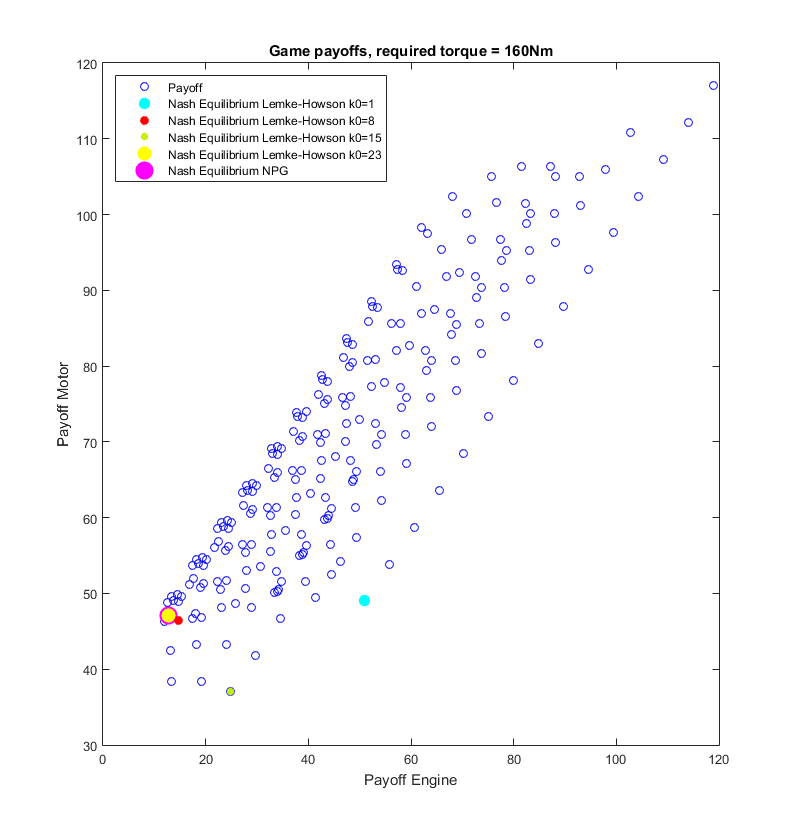 Game payoffs, required torque = 160Nm
Payoff
Nash Equilibrium Lemke-Howson k0=1
Nash Equilibrium Lemke-Howson k0=8
Nash Equilibrium Lemke-Howson k0=15
Nash Equilibrium Lemke-Howson k0=23
Nash Equilibrium NPG
120
110
100
90
80
70
60
50
40
30
Payoff Motor
0 20 40 60 80 100 120
Payoff Engine